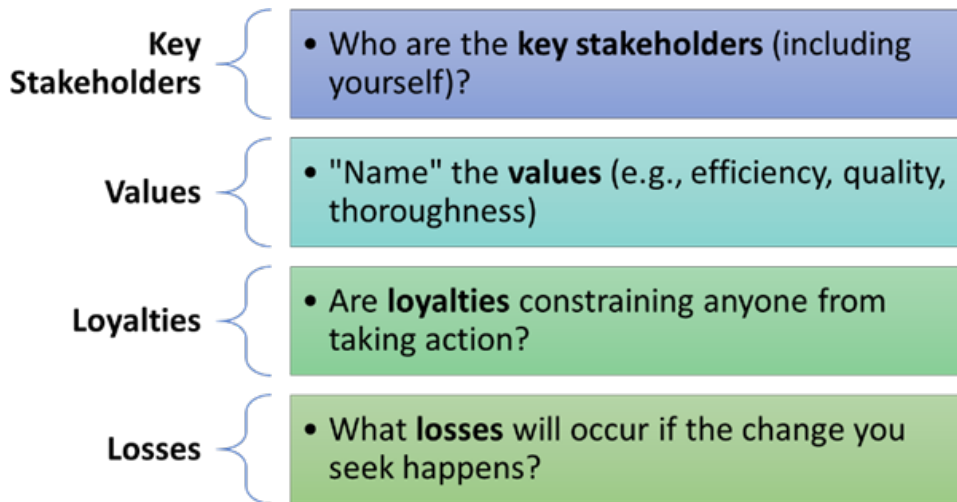 Key
Stakeholders
• Who are the key stakeholders (including
yourself)?
Values
• "Name" the values (e.g., efficiency, quality,
thoroughness)
Loyalties
• Are loyalties constraining anyone from
taking action?
Losses
• What losses will occur if the change you
seek happens?